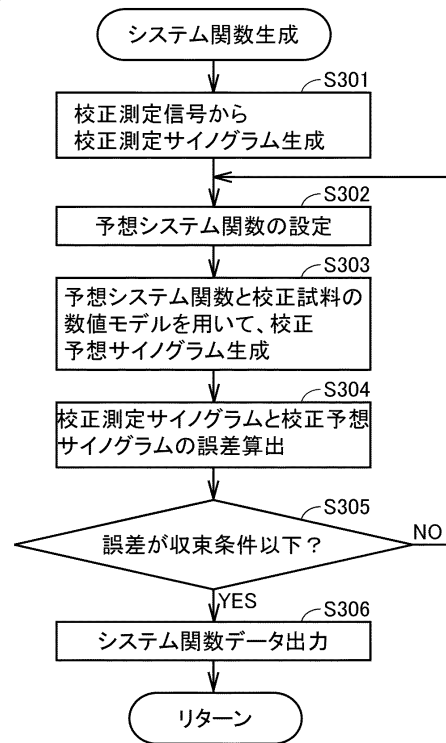 システム関数生成
S301
校正測定信号から
校正測定サイノグラム生成
S302
予想システム関数の設定
S303
予想システム関数と校正試料の
数値モデルを用いて、校正
予想サイノグラム生成
S304
校正測定サイノグラムと校正予想
サイノグラムの誤差算出
S305
誤差が収束条件以下？
NO
YES
S306
システム関数データ出力
リターン